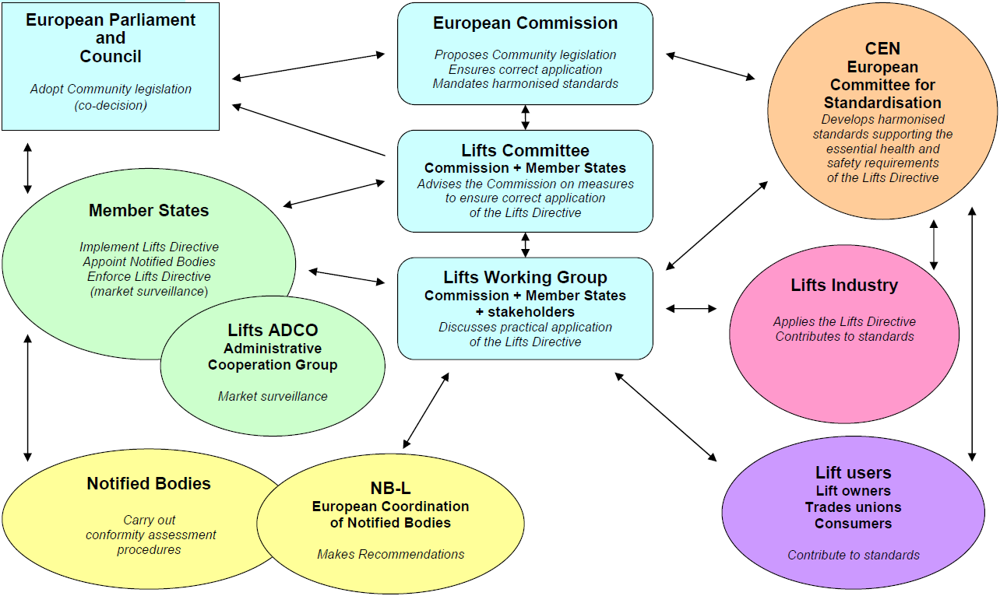 European Parliament
and
Council
Adopt Community legislation
(co-decision)
European Commission
Proposes Community legislation
Ensures correct application
Mandates harmonised standards
CEN
European
Committee for
Standardisation
Develops harmonised
standards supporting the
essential health and
safety requirements
of the Lifts Directive
Lifts Committee
Commission + Member States
Advises the Commission on measures
to ensure correct application
of the Lifts Directive
Member States
Implement Lifts Directive
Appoint Notified Bodies
Enforce Lifts Directive
(market surveillance)
Lifts Working Group
Commission + Member States
+ stakeholders
Discusses practical application
of the Lifts Directive
Lifts Industry
Applies the Lifts Directive
Contributes to standards
Lifts ADCO
Administrative
Cooperation Group
Market surveillance
Notified Bodies
Carry out
conformity assessment
procedures
NB-L
European Coordination
of Notified Bodies
Makes Recommendations
Lift users
Lift owners
Trades unions
Consumers
Contribute to standards